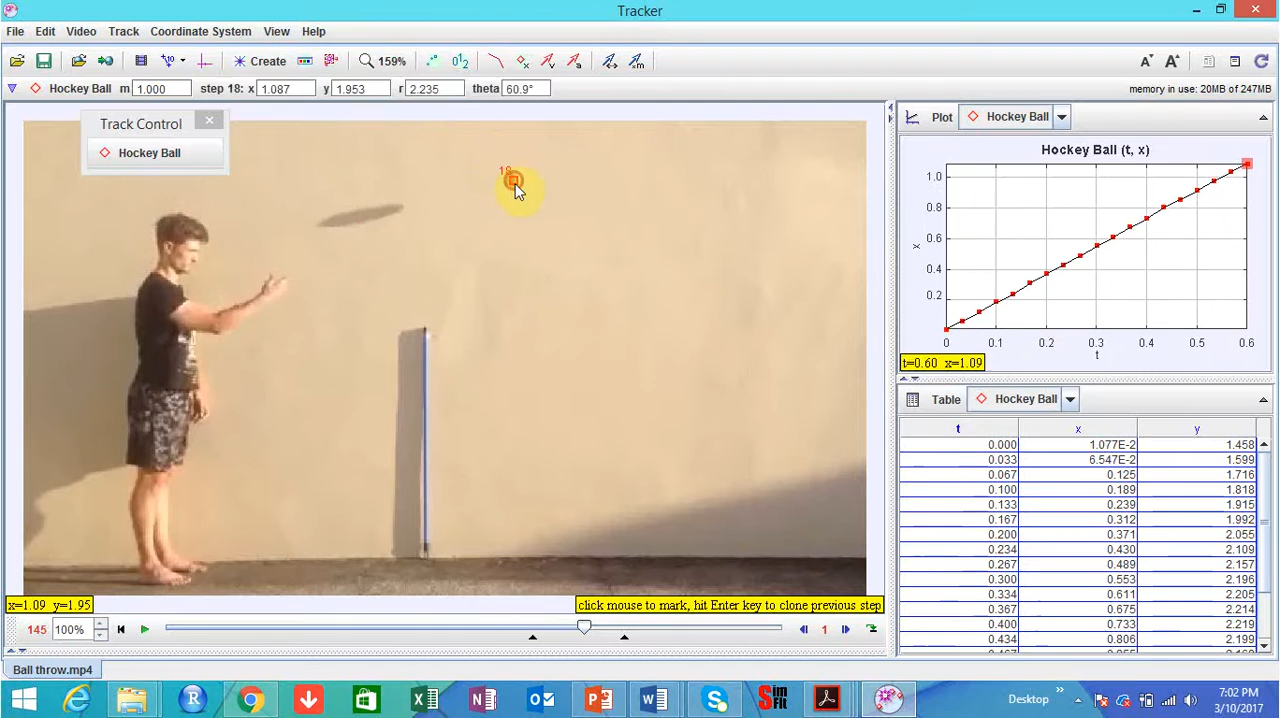 Tracker
File Edit Video Track Coordinate System View Help
Create 159%
Hockey Ball m 1.000 step 18: x 1.087 y 1.953 r 2.235 theta 60.9° memory in use: 20MB of 247MB
Track Control
Hockey Ball
18
Plot Hockey Ball
Hockey Ball (t, x)
1.0
0.8
x 0.6
0.4
0.2
0 0.1 0.2 0.3 0.4 0.5 0.6
t
t=0.60 x=1.09
Table Hockey Ball
t x y
0.000 1.077E-2 1.458
0.033 6.547E-2 1.599
0.067 0.125 1.716
0.100 0.189 1.818
0.133 0.239 1.915
0.167 0.312 1.992
0.200 0.371 2.055
0.234 0.430 2.109
0.267 0.489 2.157
0.300 0.553 2.196
0.334 0.611 2.205
0.367 0.675 2.214
0.400 0.733 2.219
0.434 0.806 2.199
x=1.09 y=1.95 click mouse to mark, hit Enter key to clone previous step
145 100% 1
Ball throw.mp4
Desktop 7:02 PM
3/10/2017